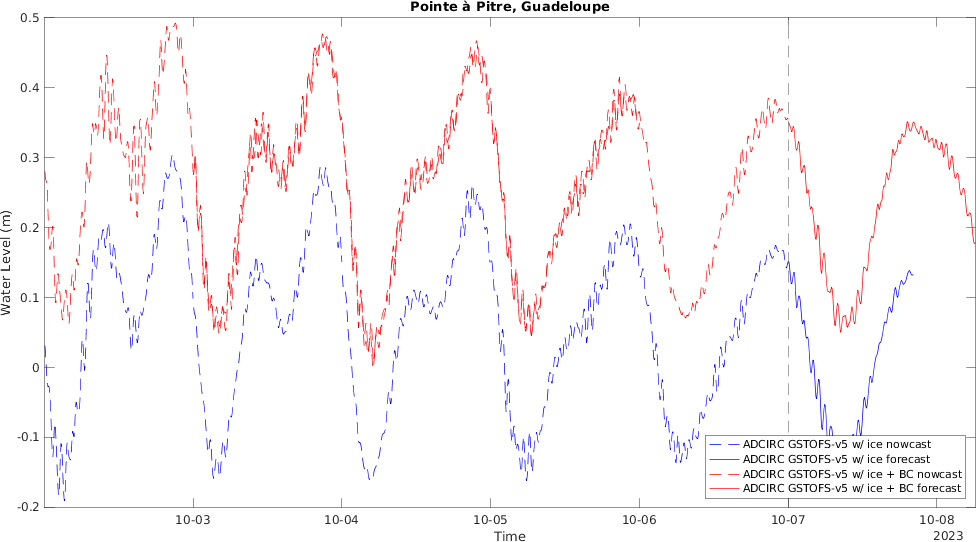 Pointe à Pitre, Guadeloupe
0.5
0.4
0.3
0.2
0.1
0
-0.1
-0.2
Water Level (m)
10-03 10-04 10-05 10-06 10-07 10-08
Time
2023
ADCIRC GSTOFS-v5 w/ ice nowcast
ADCIRC GSTOFS-v5 w/ ice forecast
ADCIRC GSTOFS-v5 w/ ice + BC nowcast
ADCIRC GSTOFS-v5 w/ ice + BC forecast